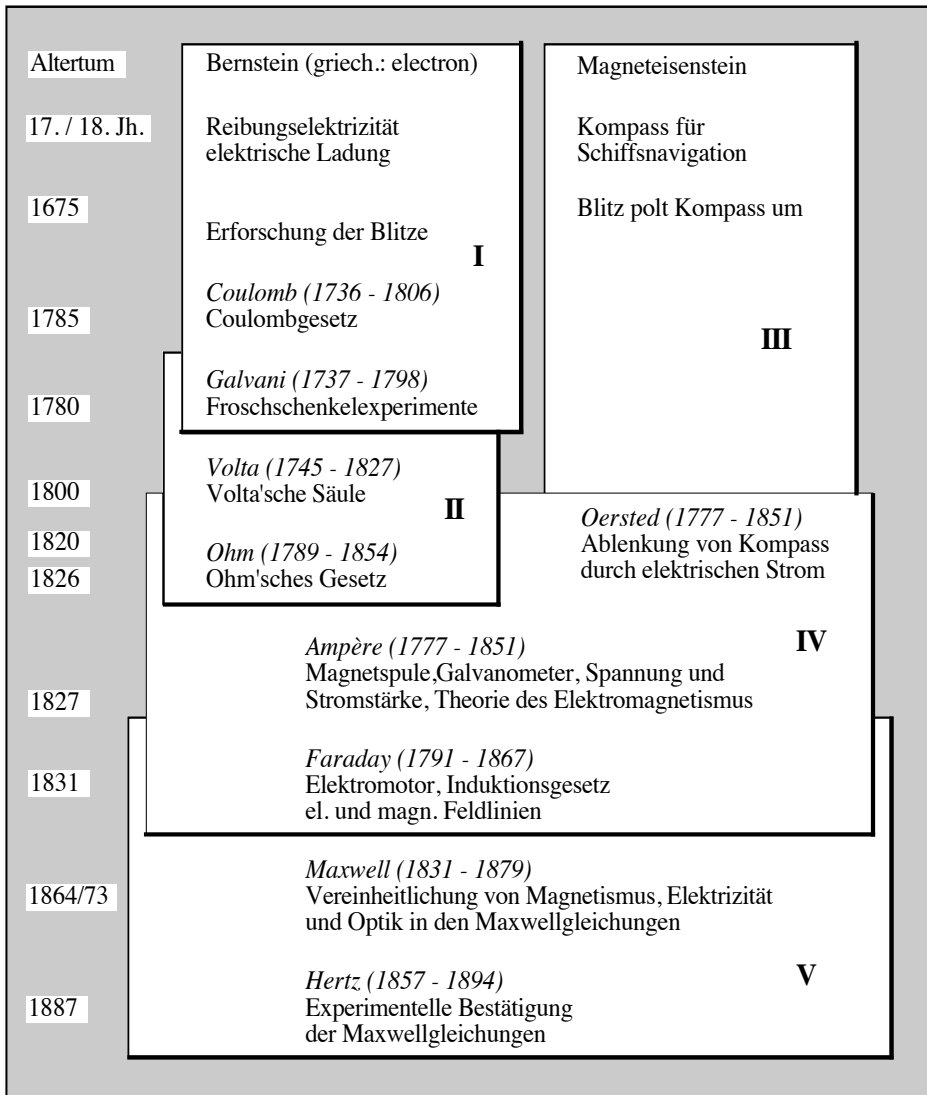 Altertum
Bernstein (griech.: electron)
Magneteisenstein
17. / 18. Jh.
Reibungselektrizität
elektrische Ladung
Kompass für
Schiffsnavigation
1675
Blitz polt Kompass um
Erforschung der Blitze
I
Coulomb (1736 - 1806)
1785
Coulombgesetz
III
Galvani (1737 - 1798)
1780
Froschschenkelexperimente
Volta (1745 - 1827)
1800
Volta'sche Säule
II
Oersted (1777 - 1851)
Ablenkung von Kompass
durch elektrischen Strom
1820
Ohm (1789 - 1854)
1826
Ohm'sches Gesetz
IV
Ampère (1777 - 1851)
Magnetspule,Galvanometer, Spannung und
1827
Stromstärke, Theorie des Elektromagnetismus
Faraday (1791 - 1867)
1831
Elektromotor, Induktionsgesetz
el. und magn. Feldlinien
Maxwell (1831 - 1879)
1864/73
Vereinheitlichung von Magnetismus, Elektrizität
und Optik in den Maxwellgleichungen
V
Hertz (1857 - 1894)
1887
Experimentelle Bestätigung
der Maxwellgleichungen